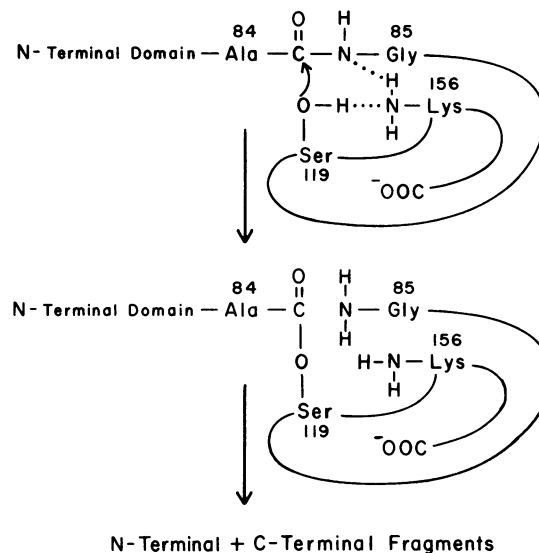 84 O H 85
N-Terminal Domain — Ala — C — N — Gly
H 156
O — H ···· N — Lys
H
Ser
119
⁻OOC
84 O H 85
N-Terminal Domain — Ala — C N — Gly
H 156
O H-N — Lys
H
Ser
119
⁻OOC
N-Terminal + C-Terminal Fragments